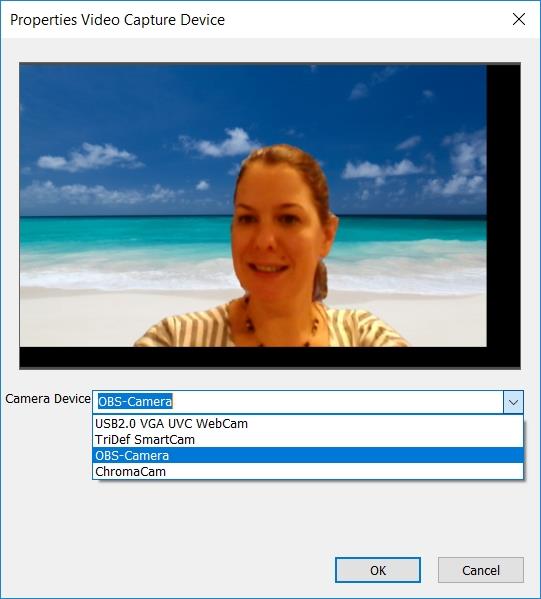 Properties Video Capture Device
Camera Device
OBS-Camera
USB2.0 VGA UVC WebCam
TriDef SmartCam
OBS-Camera
ChromaCam
OK
Cancel